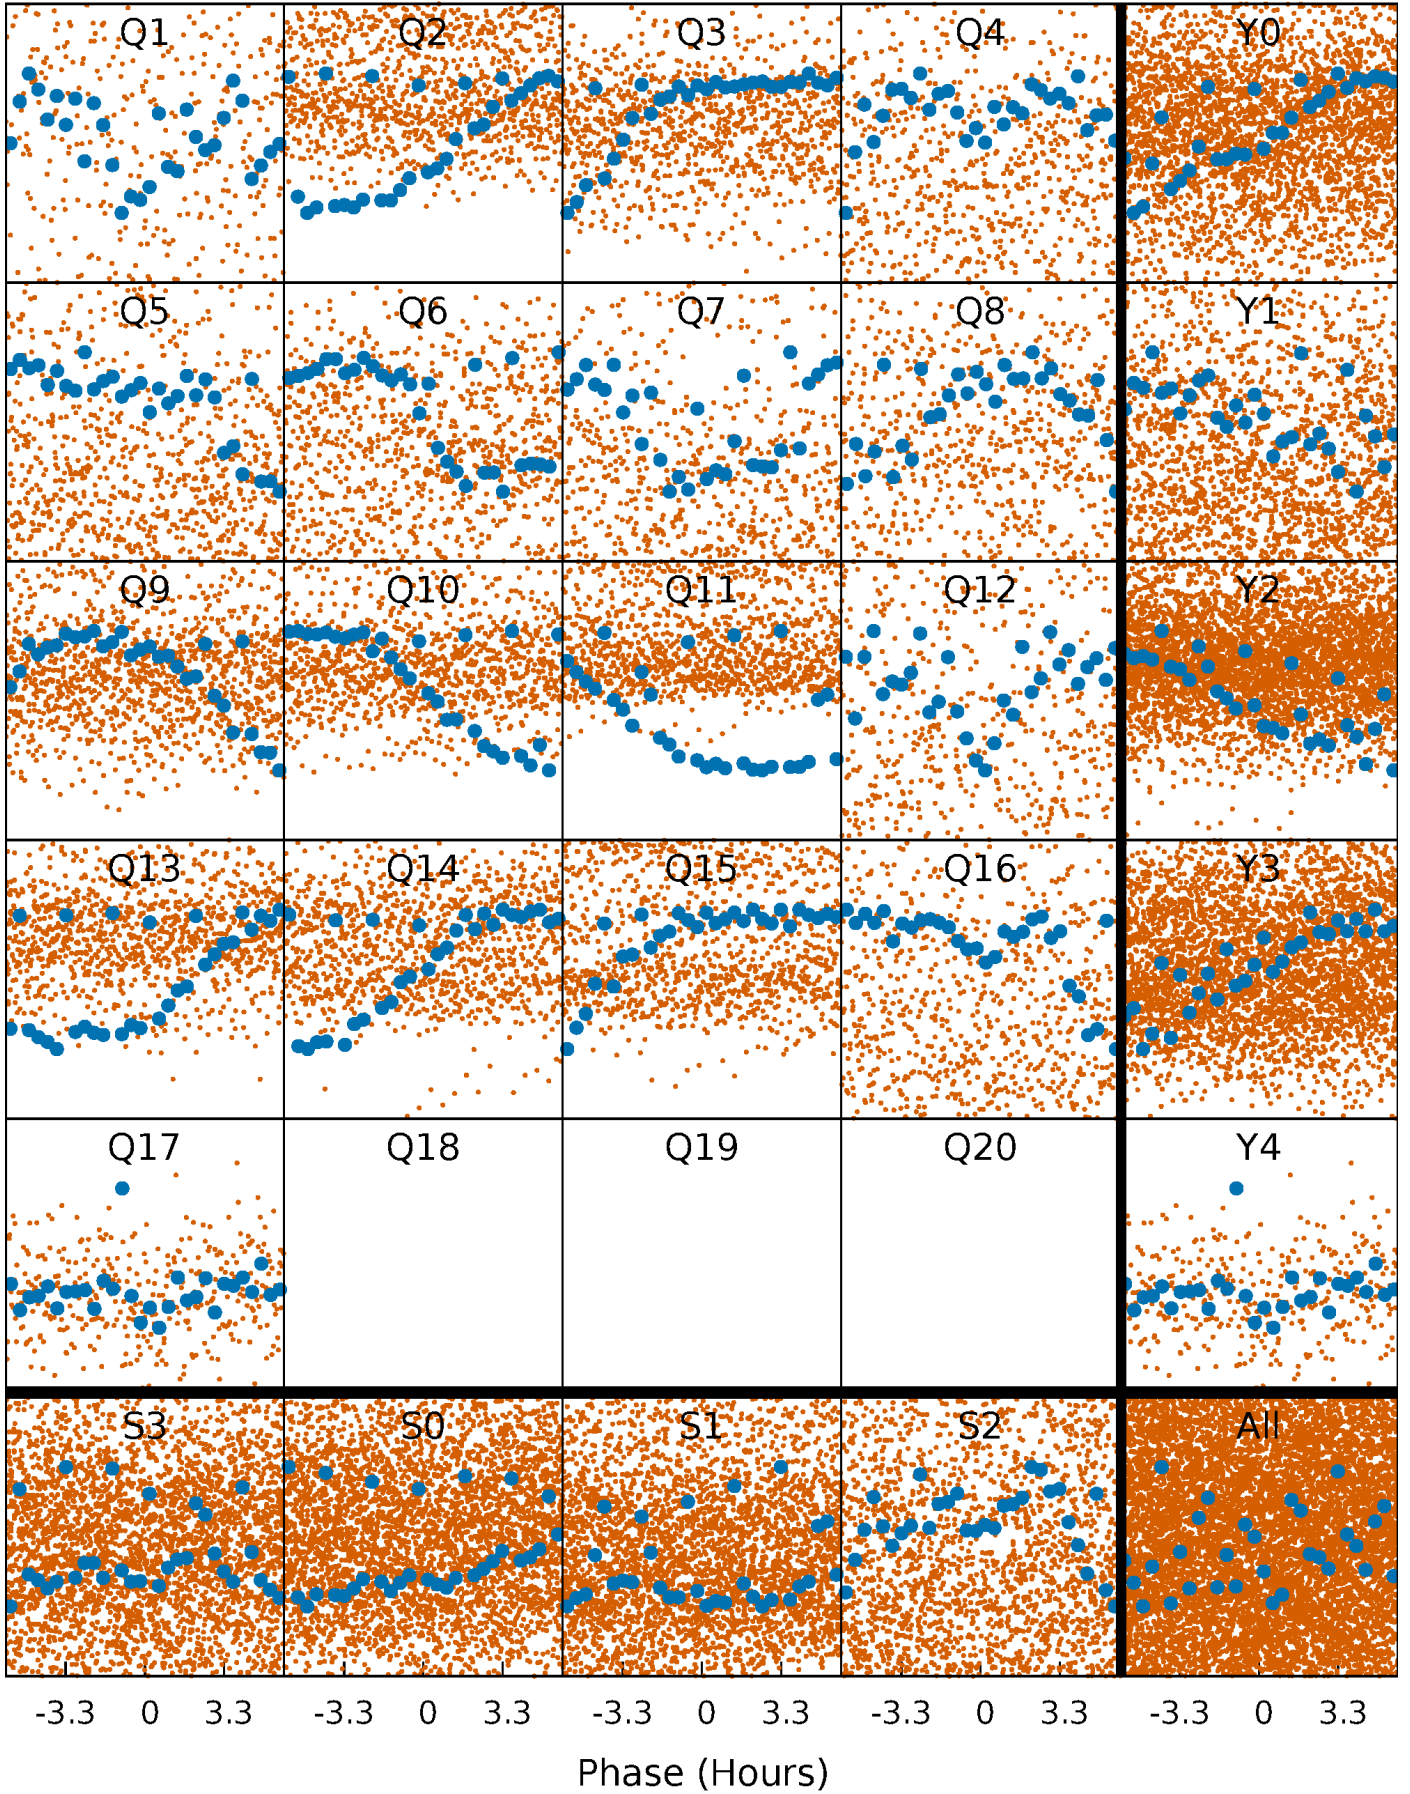 Q1 Q2 Q3 Q4 Y0
Q5 Q6 Q7 Q8 Y1
Q9 Q10 Q11 Q12 Y2
Q13 Q14 Q15 Q16 Y3
Q17 Q18 Q19 Q20 Y4
S3 S0 S1 S2 All
-3.3 0 3.3 -3.3 0 3.3 -3.3 0 3.3 -3.3 0 3.3 -3.3 0 3.3
Phase (Hours)